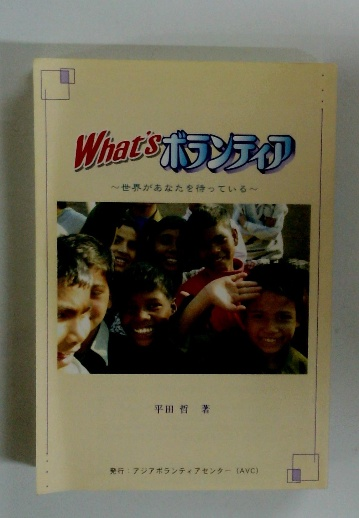 What'sボランティア
～世界があなたを待っている～
平田 哲 著
発行：アジアボランティアセンター（AVC）